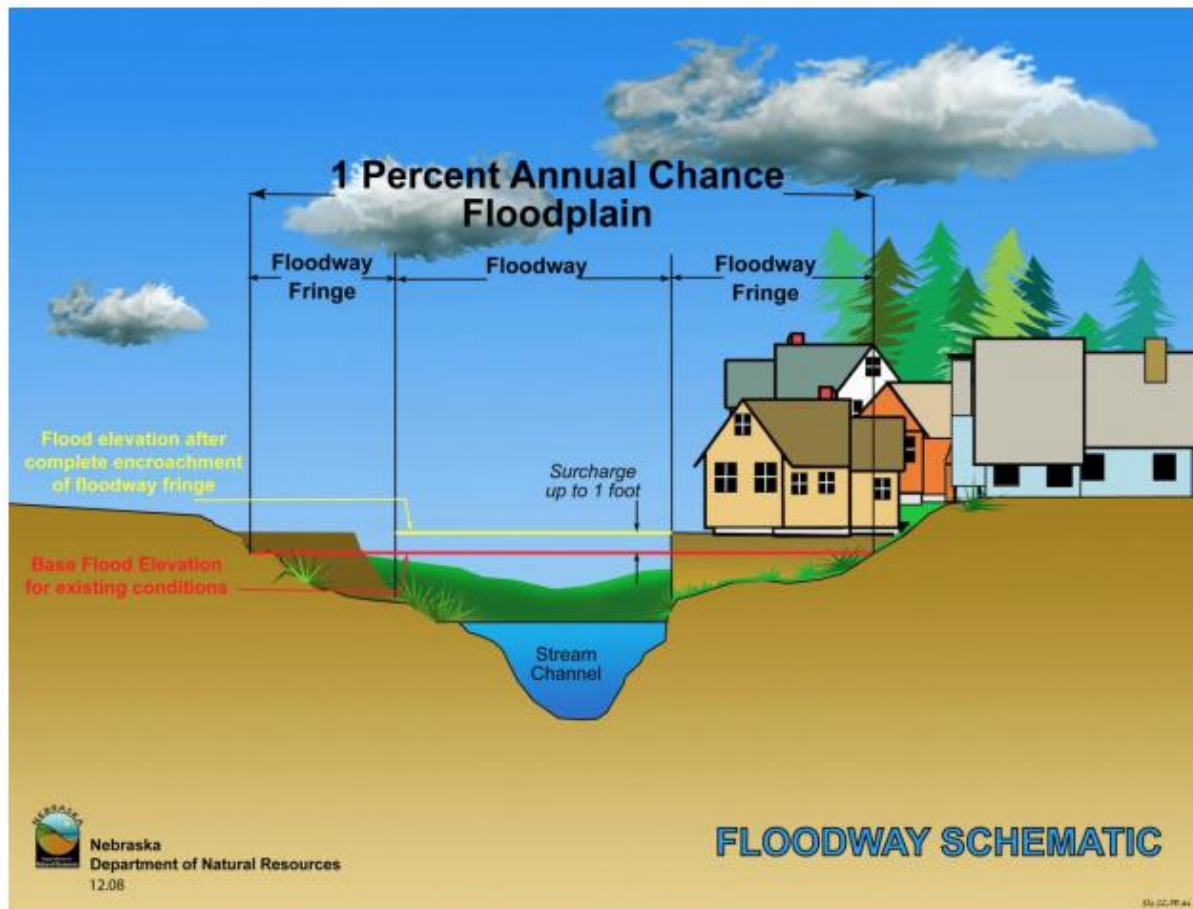 1 Percent Annual Chance
Floodplain
Floodway
Fringe
Floodway
Floodway
Fringe
Flood elevation after
complete encroachment
of floodway fringe
Surcharge
up to 1 foot
Base Flood Elevation
for existing conditions
Stream
Channel
NEBRASKA
Nebraska
Department of Natural Resources
12.08
FLOODWAY SCHEMATIC